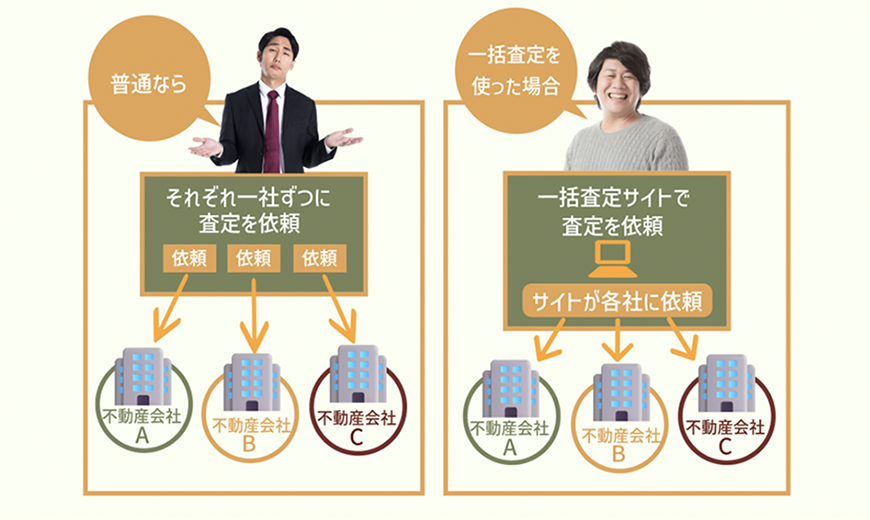 普通なら
それぞれ一社ずつに
査定を依頼
依頼 依頼 依頼
不動産会社
A
不動産会社
B
不動産会社
C
一括査定を
使った場合
一括査定サイトで
査定を依頼
サイトが各社に依頼
不動産会社
A
不動産会社
B
不動産会社
C